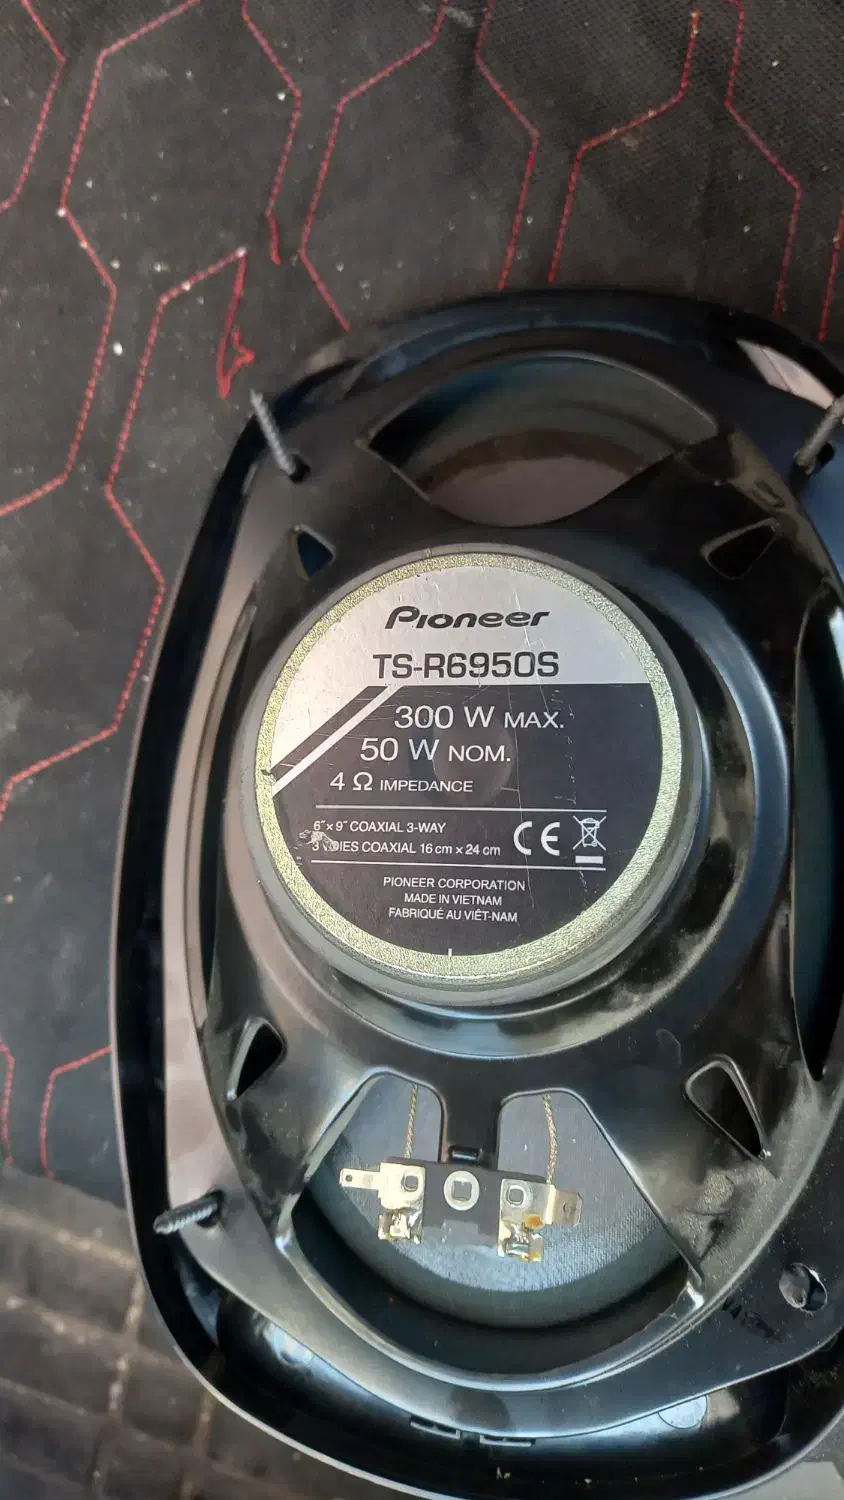 Pioneer
TS-R6950S
300 W MAX.
50 W NOM.
4 Ω IMPEDANCE
6″× 9″ COAXIAL 3-WAY
3 COAXIAL 16 cm × 24 cm
CE
PIONEER CORPORATION
MADE IN VIETNAM
FABRIQUÉ AU VIÊT-NAM